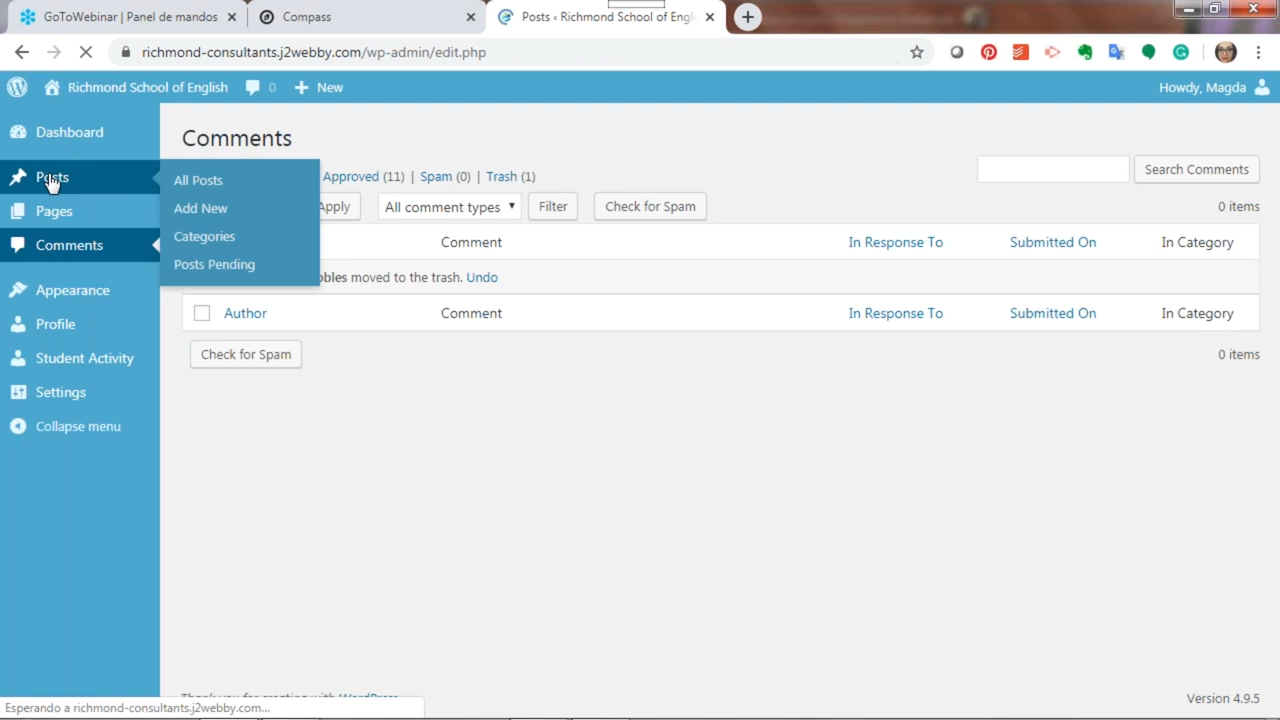 GoToWebinar | Panel de mandos
Compass
Posts ‹ Richmond School of Engli
richmond-consultants.j2webby.com/wp-admin/edit.php
Richmond School of English 0 New
Howdy, Magda
Dashboard
Posts
Pages
Comments
Appearance
Profile
Student Activity
Settings
Collapse menu
All Posts
Add New
Categories
Posts Pending
Comments
Approved (11) | Spam (0) | Trash (1)
Search Comments
All comment types Filter Check for Spam
0 items
Comment In Response To Submitted On In Category
moved to the trash. Undo
Author Comment In Response To Submitted On In Category
Check for Spam
0 items
Thank you for creating with WordPress
Version 4.9.5
Esperando a richmond-consultants.j2webby.com...